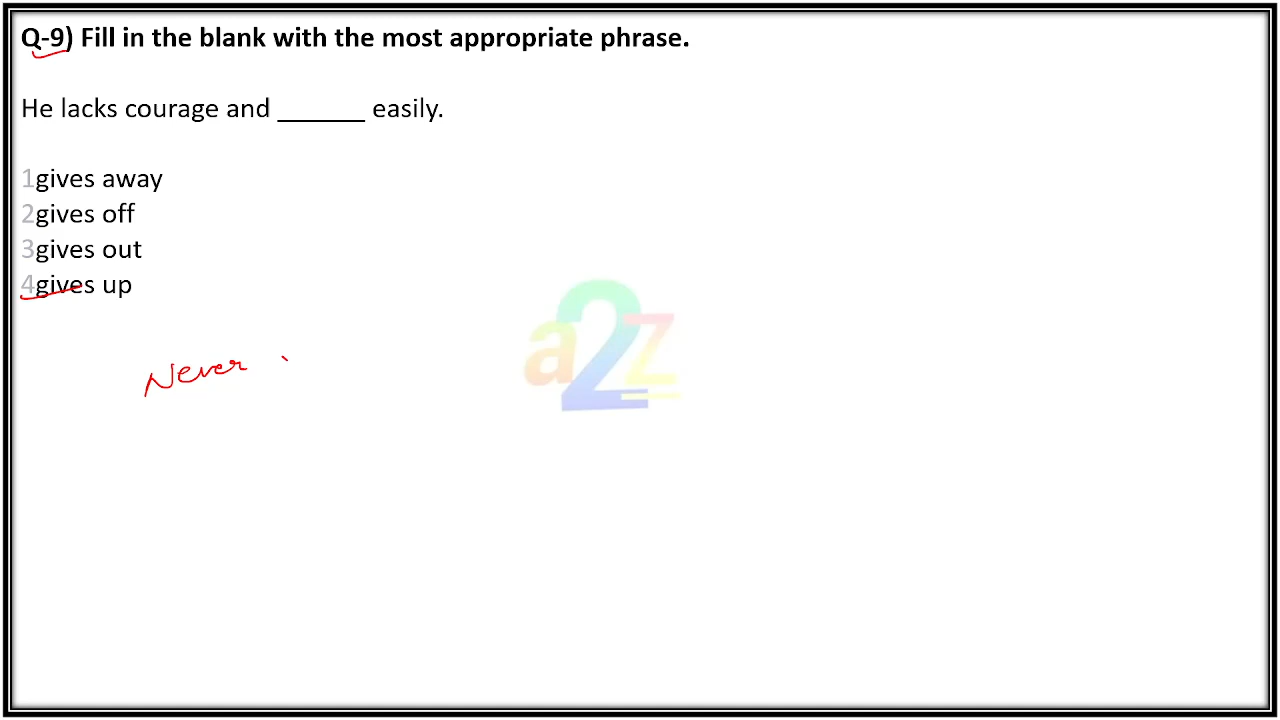 Q-9) Fill in the blank with the most appropriate phrase.
He lacks courage and ______ easily.
1gives away
2gives off
3gives out
4gives up
Never
a2z